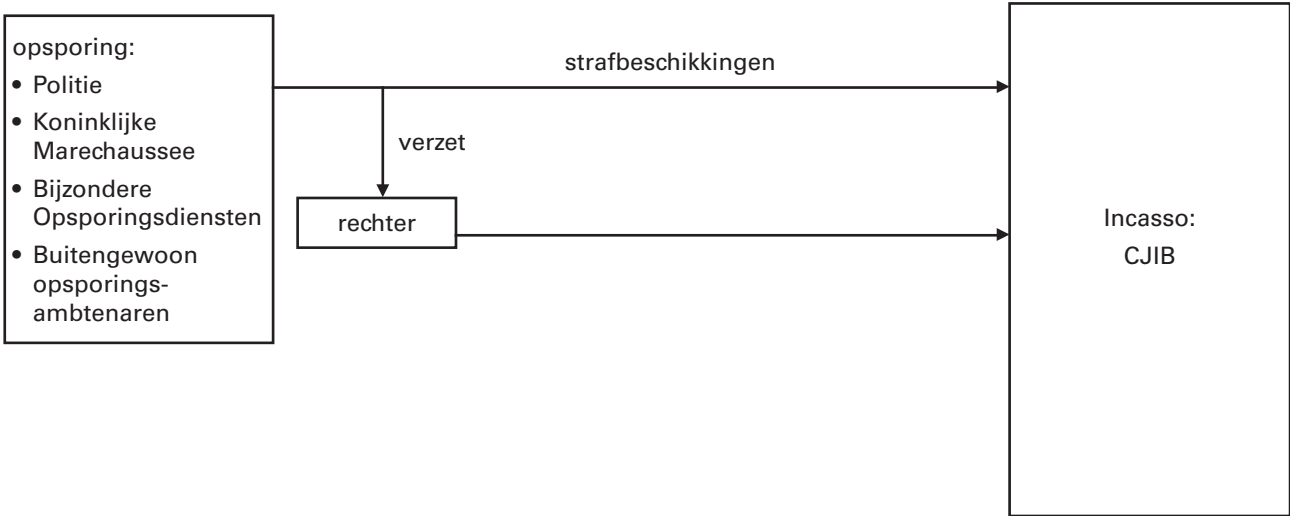 opsporing:
• Politie
• Koninklijke
Marechaussee
• Bijzondere
Opsporingsdiensten
• Buitengewoon
opsporings-
ambtenaren
strafbeschikkingen
verzet
rechter
Incasso:
CJIB